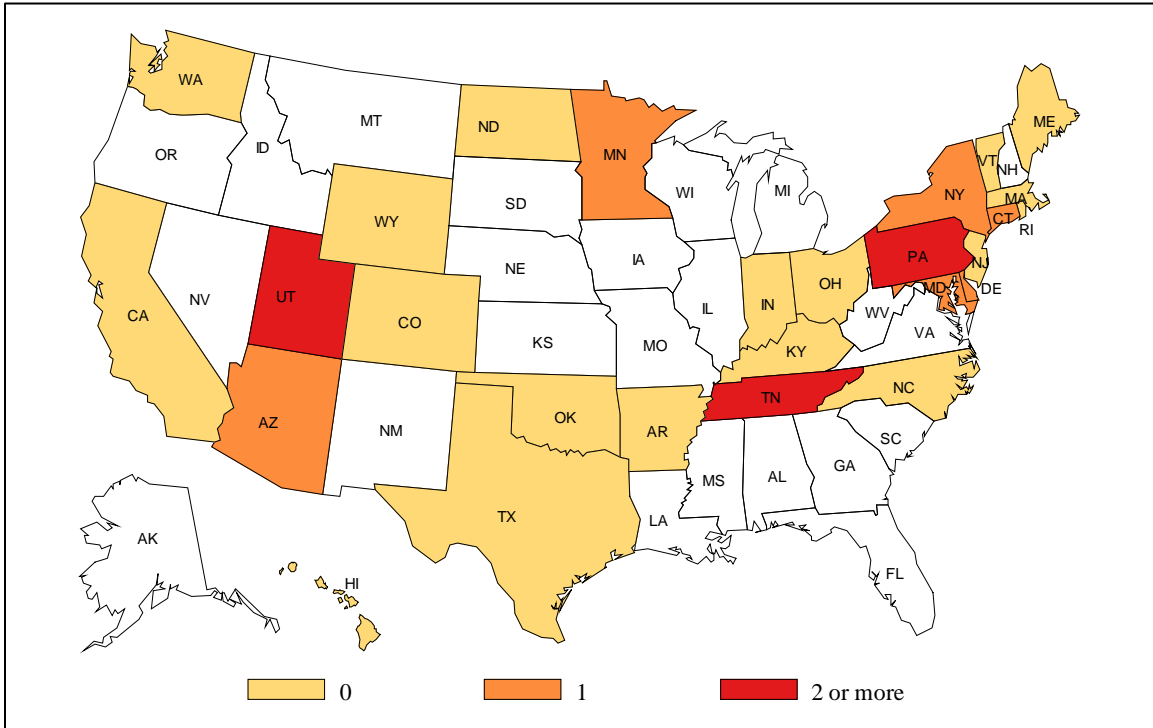 WA
MT
ND
MN
ME
OR
ID
WI
MI
VT
NH
NY
MA
CT
RI
SD
WY
NE
IA
PA
NJ
UT
NV
CO
IL
IN
OH
MD
DE
WV
VA
CA
KS
MO
KY
NC
AZ
NM
OK
AR
TN
SC
GA
MS
AL
TX
LA
AK
HI
FL
0
1
2 or more